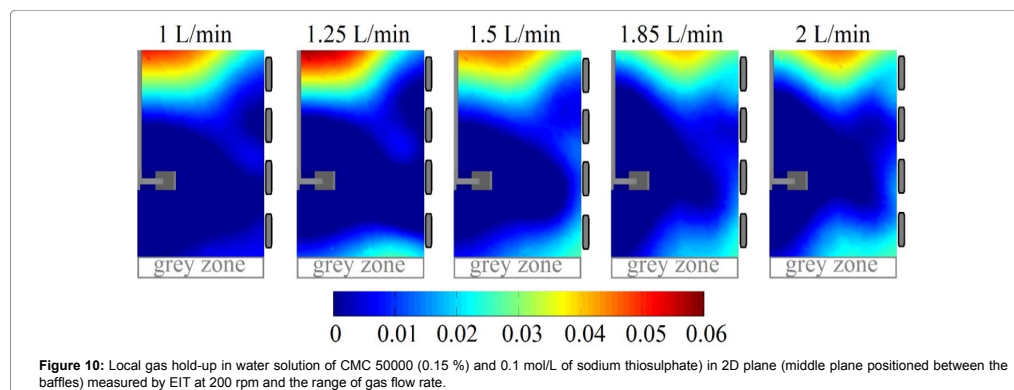 1 L/min 1.25 L/min 1.5 L/min 1.85 L/min 2 L/min
grey zone grey zone grey zone grey zone grey zone
0 0.01 0.02 0.03 0.04 0.05 0.06
Figure 10: Local gas hold-up in water solution of CMC 50000 (0.15 %) and 0.1 mol/L of sodium thiosulphate) in 2D plane (middle plane positioned between the
baffles) measured by EIT at 200 rpm and the range of gas flow rate.